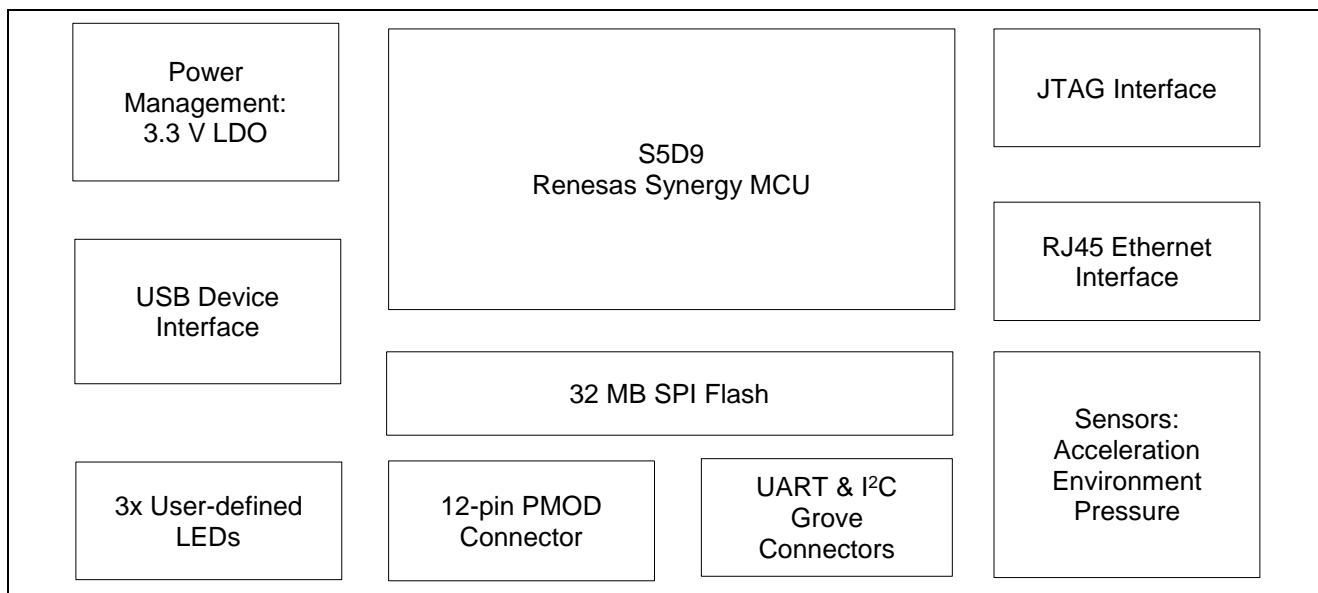 Power
Management:
3.3 V LDO
S5D9
Renesas Synergy MCU
JTAG Interface
RJ45 Ethernet
Interface
USB Device
Interface
32 MB SPI Flash
Sensors:
Acceleration
Environment
Pressure
3x User-defined
LEDs
12-pin PMOD
Connector
UART & I²C
Grove
Connectors